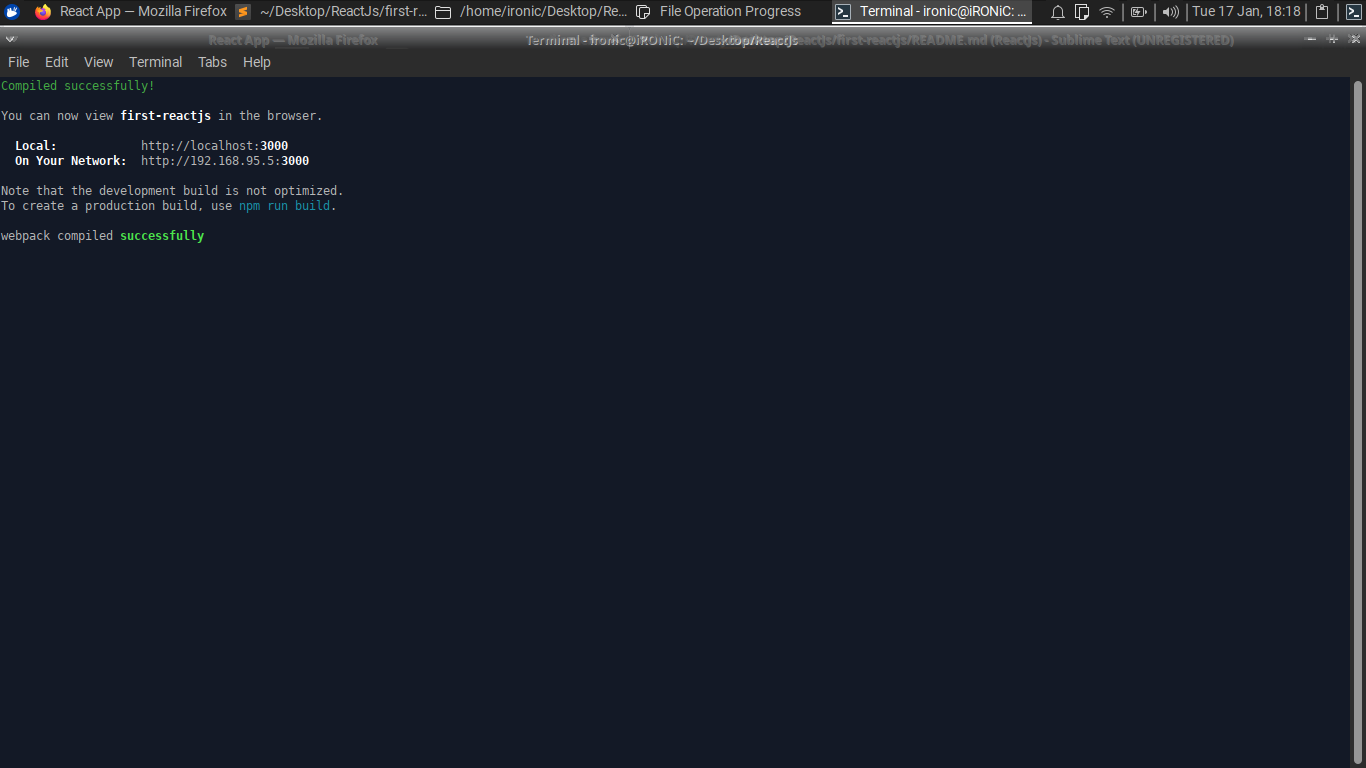 React App — Mozilla Firefox
~/Desktop/ReactJs/first-r...
/home/ironic/Desktop/Re...
File Operation Progress
Terminal - ironic@iRONiC: ...
Tue 17 Jan, 18:18
React App — Mozilla Firefox
Terminal - ironic@iRONiC: ~/Desktop/ReactJs
/first-reactjs/README.md (ReactJs) - Sublime Text (UNREGISTERED)
File Edit View Terminal Tabs Help
Compiled successfully!
You can now view first-reactjs in the browser.
Local: http://localhost:3000
On Your Network: http://192.168.95.5:3000
Note that the development build is not optimized.
To create a production build, use npm run build.
webpack compiled successfully